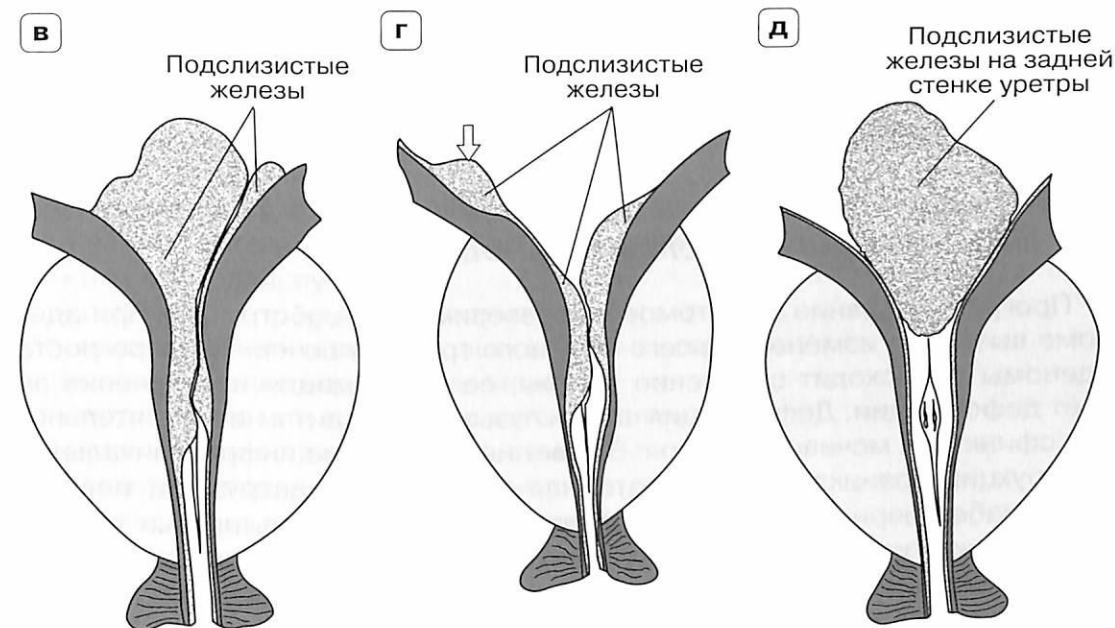 в
Подслизистые
железы
г
Подслизистые
железы
д
Подслизистые
железы на задней
стенке уретры